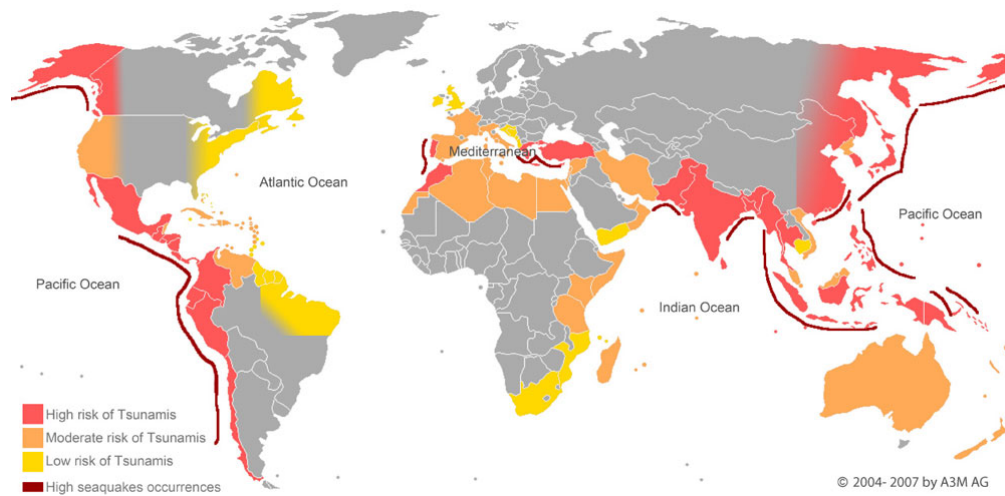 Mediterranean
Atlantic Ocean
Pacific Ocean
Pacific Ocean
Indian Ocean
High risk of Tsunamis
Moderate risk of Tsunamis
Low risk of Tsunamis
High seaquakes occurrences
© 2004- 2007 by A3M AG